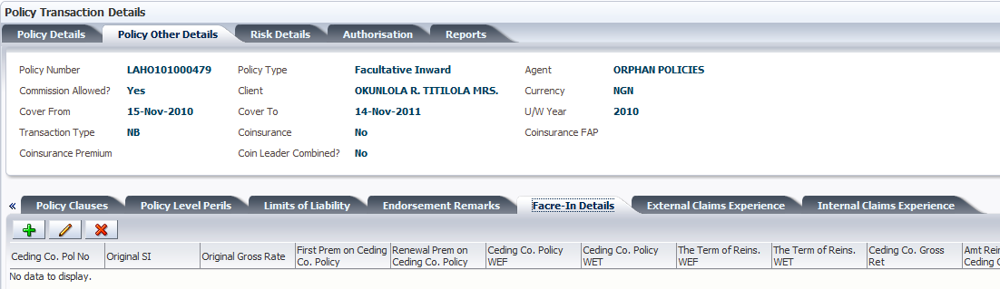 Policy Transaction Details
Policy Details Policy Other Details Risk Details Authorisation Reports
Policy Number LAHO101000479 Policy Type Facultative Inward Agent ORPHAN POLICIES
Commission Allowed? Yes Client OKUNLOLA R. TITILOLA MRS. Currency NGN
Cover From 15-Nov-2010 Cover To 14-Nov-2011 U/W Year 2010
Transaction Type NB Coinsurance No Coinsurance FAP
Coinsurance Premium Coin Leader Combined? No
« Policy Clauses Policy Level Perils Limits of Liability Endorsement Remarks Facre-In Details External Claims Experience Internal Claims Experience
Ceding Co. Pol No Original SI Original Gross Rate First Prem on Ceding Co. Policy Renewal Prem on Ceding Co. Policy Ceding Co. Policy WEF Ceding Co. Policy WET The Term of Reins. WEF The Term of Reins. WET Ceding Co. Gross Ret Amt Rei Ceding C
No data to display.